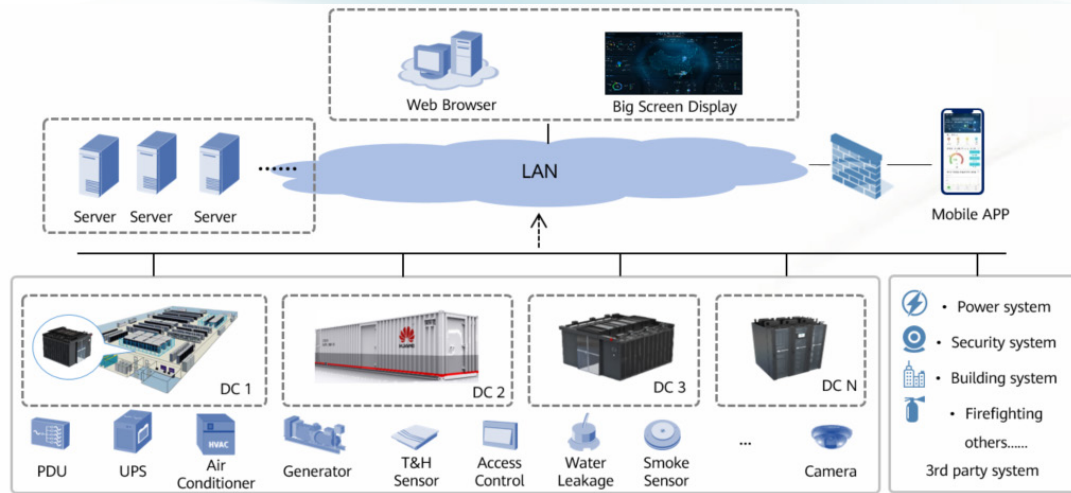 Web Browser
Big Screen Display
Server
Server
Server
......
LAN
Mobile APP
DC 1
DC 2
DC 3
DC N
HUAWEI
HVAC
PDU
UPS
Air
Conditioner
Generator
T&H
Sensor
Access
Control
Water
Leakage
Smoke
Sensor
...
Camera
• Power system
• Security system
• Building system
• Firefighting
others......
3rd party system